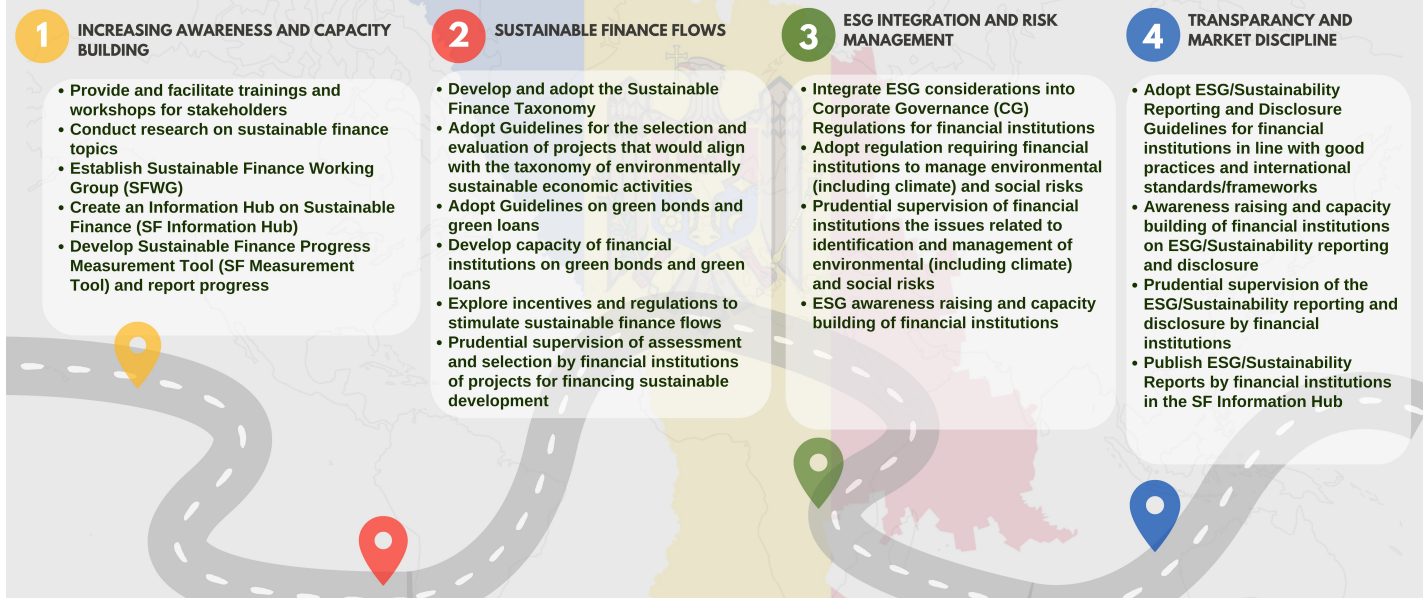 1
INCREASING AWARENESS AND CAPACITY
BUILDING
• Provide and facilitate trainings and
workshops for stakeholders
• Conduct research on sustainable finance
topics
• Establish Sustainable Finance Working
Group (SFWG)
• Create an Information Hub on Sustainable
Finance (SF Information Hub)
• Develop Sustainable Finance Progress
Measurement Tool (SF Measurement
Tool) and report progress
2
SUSTAINABLE FINANCE FLOWS
• Develop and adopt the Sustainable
Finance Taxonomy
• Adopt Guidelines for the selection and
evaluation of projects that would align
with the taxonomy of environmentally
sustainable economic activities
• Adopt Guidelines on green bonds and
green loans
• Develop capacity of financial
institutions on green bonds and green
loans
• Explore incentives and regulations to
stimulate sustainable finance flows
• Prudential supervision of assessment
and selection by financial institutions
of projects for financing sustainable
development
3
ESG INTEGRATION AND RISK
MANAGEMENT
• Integrate ESG considerations into
Corporate Governance (CG)
Regulations for financial institutions
• Adopt regulation requiring financial
institutions to manage environmental
(including climate) and social risks
• Prudential supervision of financial
institutions the issues related to
identification and management of
environmental (including climate)
and social risks
• ESG awareness raising and capacity
building of financial institutions
4
TRANSPARANCY AND
MARKET DISCIPLINE
• Adopt ESG/Sustainability
Reporting and Disclosure
Guidelines for financial
institutions in line with good
practices and international
standards/frameworks
• Awareness raising and capacity
building of financial institutions
on ESG/Sustainability reporting
and disclosure
• Prudential supervision of the
ESG/Sustainability reporting and
disclosure by financial
institutions
• Publish ESG/Sustainability
Reports by financial institutions
in the SF Information Hub